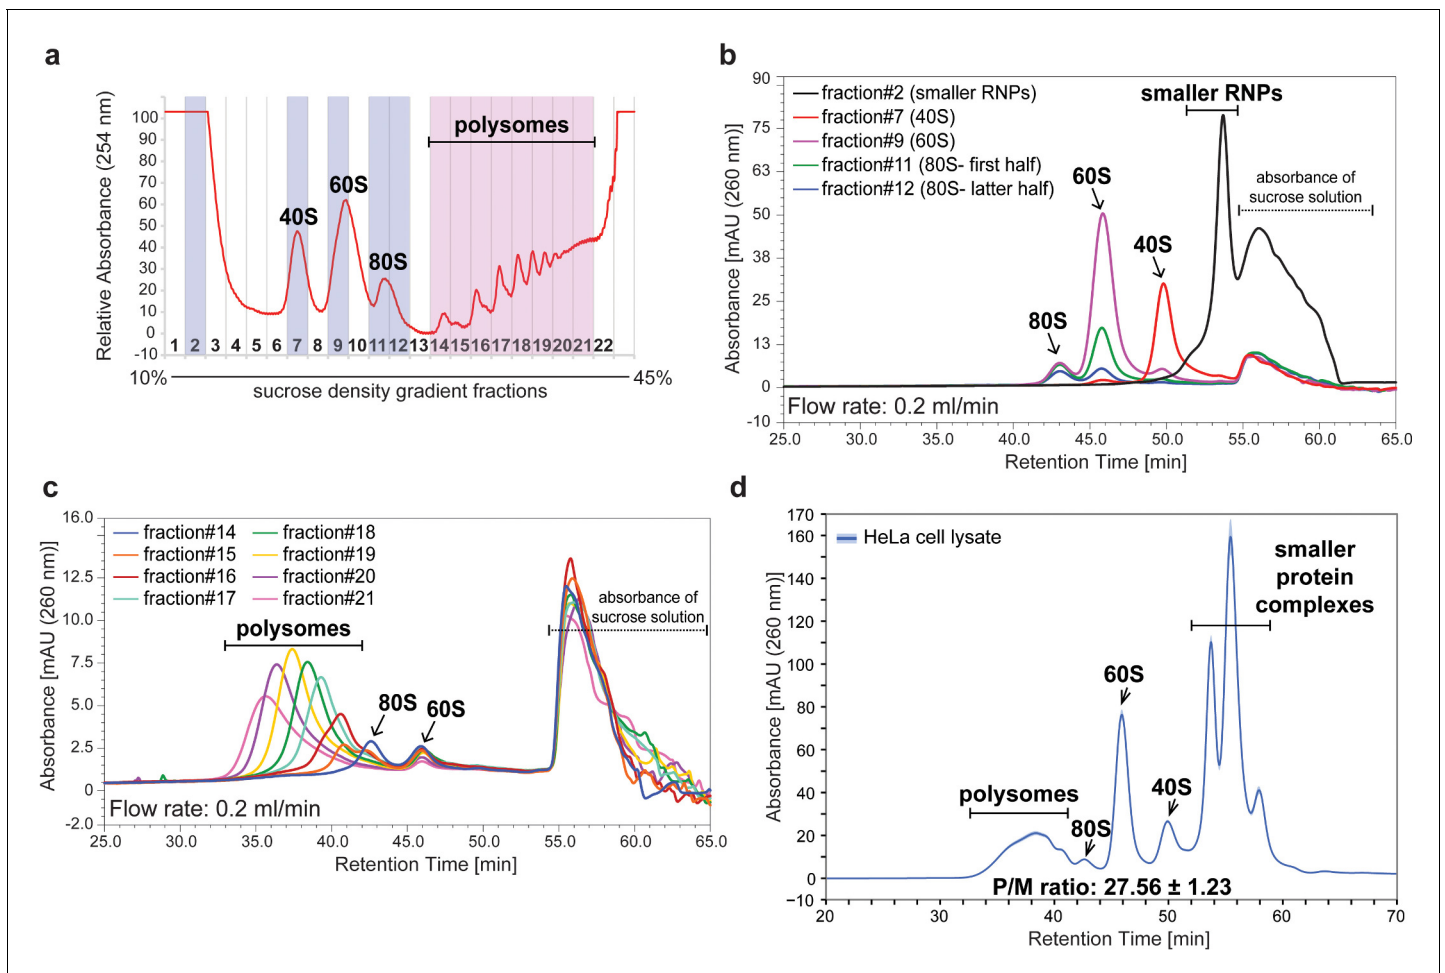 a
Relative Absorbance (254 nm)
100
90
80
70
60
50
40
30
20
10
0
-10
40S
60S
80S
polysomes
1 2 3 4 5 6 7 8 9 10 11 12 13 14 15 16 17 18 19 20 21 22
10% 45%
sucrose density gradient fractions
b
Absorbance [mAU (260 nm)]
90
75
63
50
38
25
13
0
-10
fraction#2 (smaller RNPs)
fraction#7 (40S)
fraction#9 (60S)
fraction#11 (80S- first half)
fraction#12 (80S- latter half)
smaller RNPs
absorbance of
sucrose solution
60S
40S
80S
Flow rate: 0.2 ml/min
25.0 30.0 35.0 40.0 45.0 50.0 55.0 60.0 65.0
Retention Time [min]
c
Absorbance [mAU (260 nm)]
16.0
12.5
10.0
7.5
5.0
2.5
0
-2.0
fraction#14 fraction#18
fraction#15 fraction#19
fraction#16 fraction#20
fraction#17 fraction#21
absorbance of
sucrose solution
polysomes
80S
60S
Flow rate: 0.2 ml/min
25.0 30.0 35.0 40.0 45.0 50.0 55.0 60.0 65.0
Retention Time [min]
d
Absorbance [mAU (260 nm)]
170
160
140
120
100
80
60
40
20
0
−10
HeLa cell lysate
smaller
protein
complexes
60S
40S
polysomes
80S
P/M ratio: 27.56 ± 1.23
20 30 40 50 60 70
Retention Time [min]